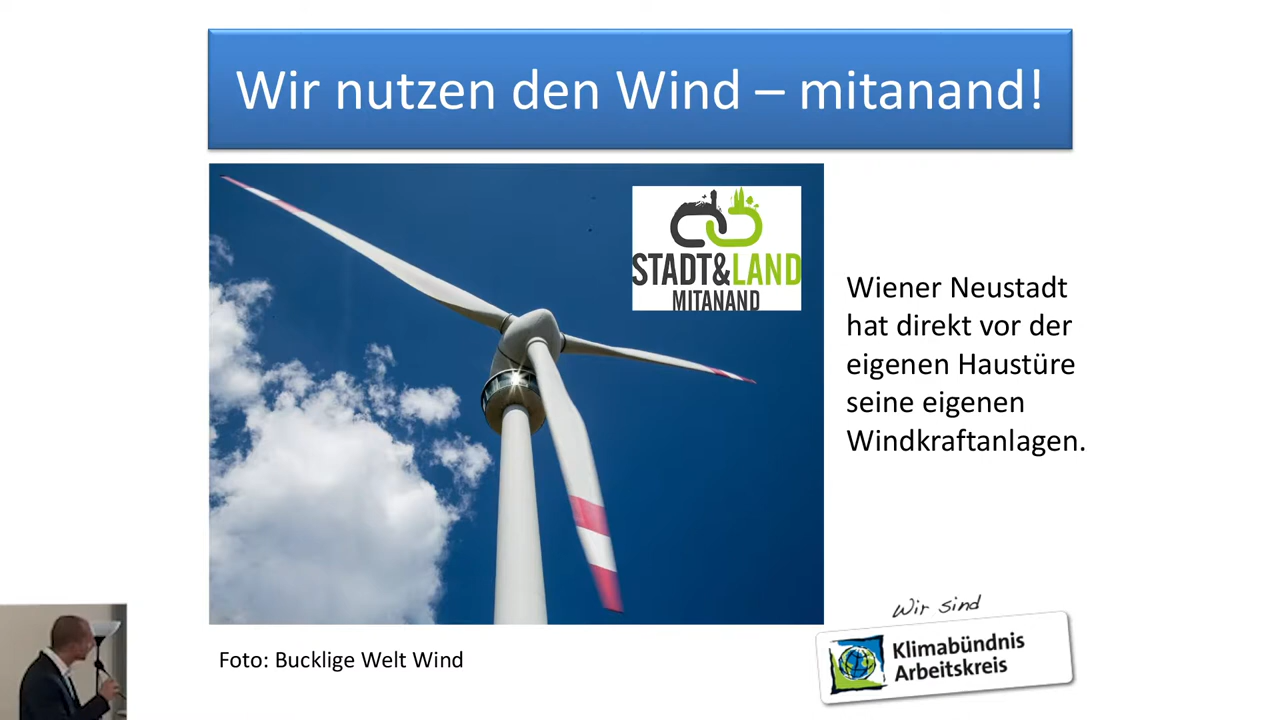 Wir nutzen den Wind – mitanand!
STADT&LAND
MITANAND
Wiener Neustadt
hat direkt vor der
eigenen Haustüre
seine eigenen
Windkraftanlagen.
Wir sind
Klimabündnis
Arbeitskreis
Foto: Bucklige Welt Wind